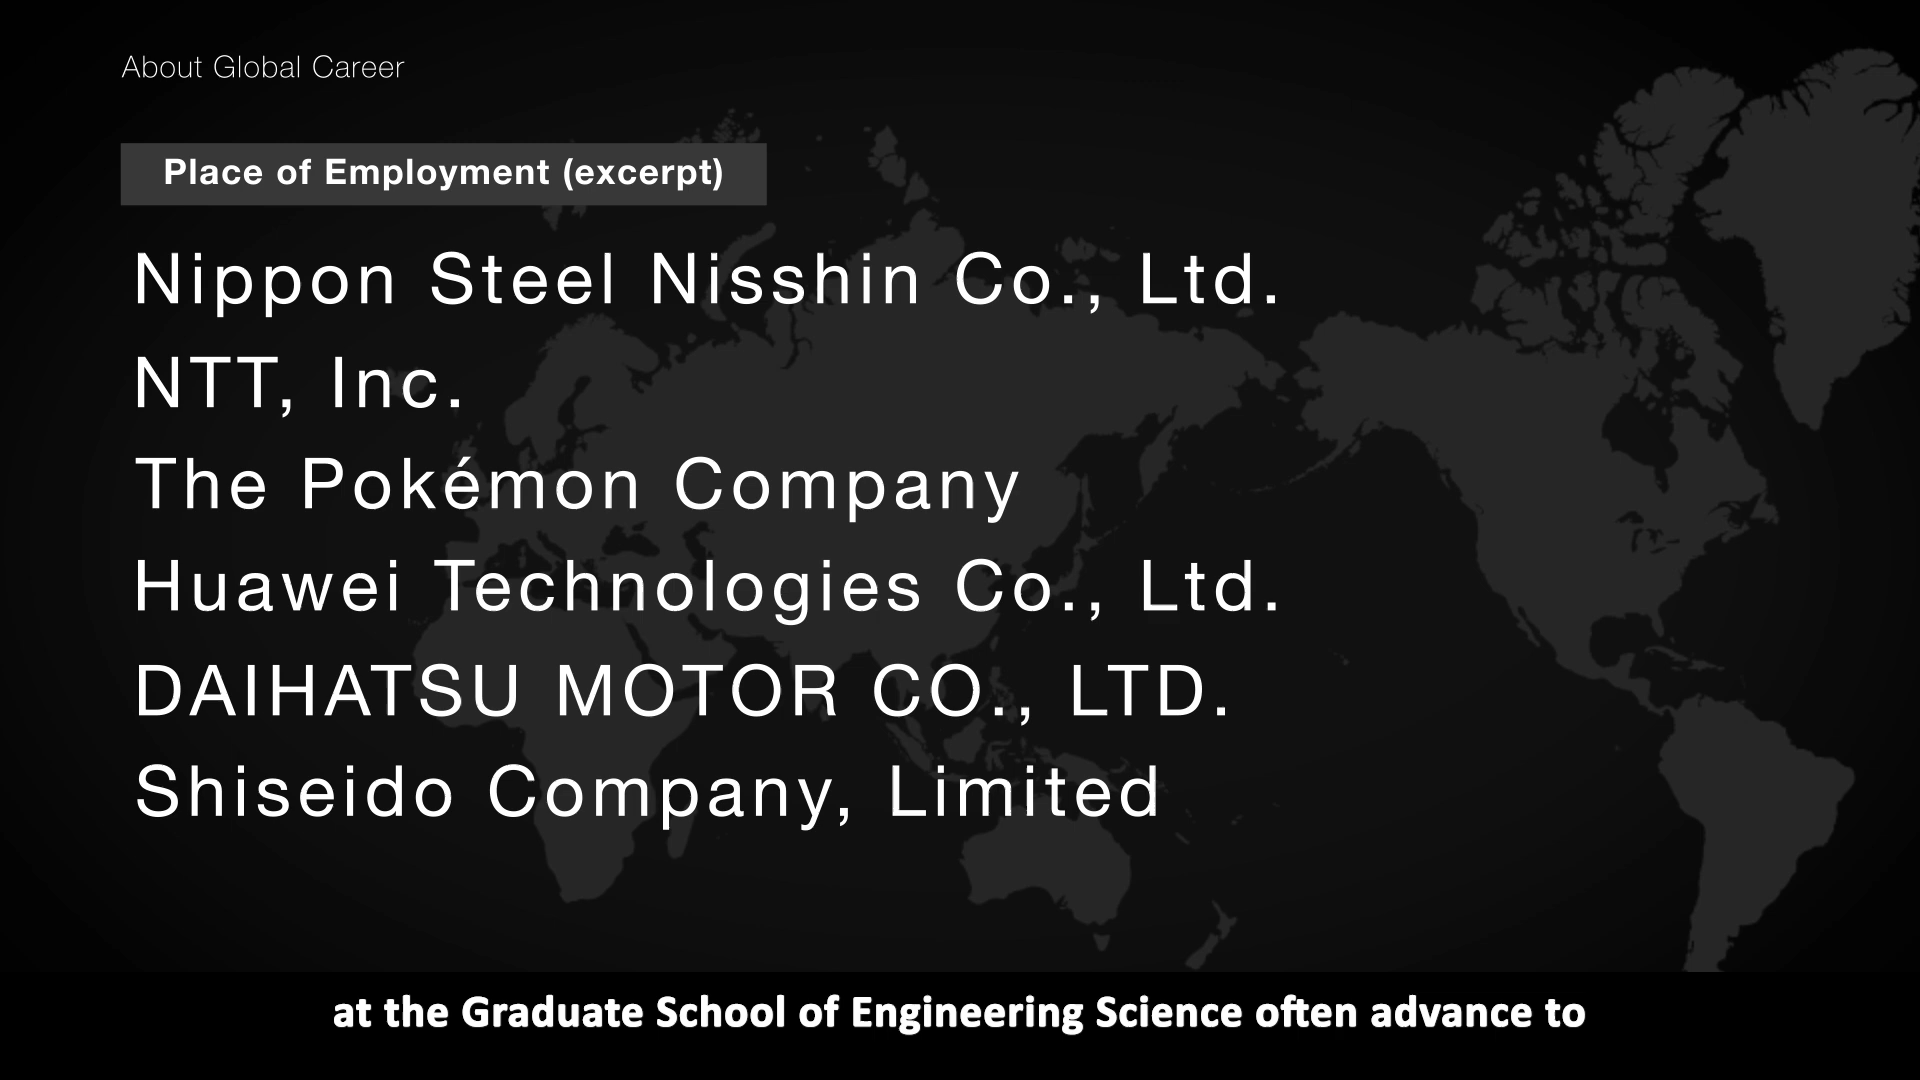 About Global Career
Place of Employment (excerpt)
Nippon Steel Nisshin Co., Ltd.
NTT, Inc.
The Pokémon Company
Huawei Technologies Co., Ltd.
DAIHATSU MOTOR CO., LTD.
Shiseido Company, Limited
at the Graduate School of Engineering Science often advance to